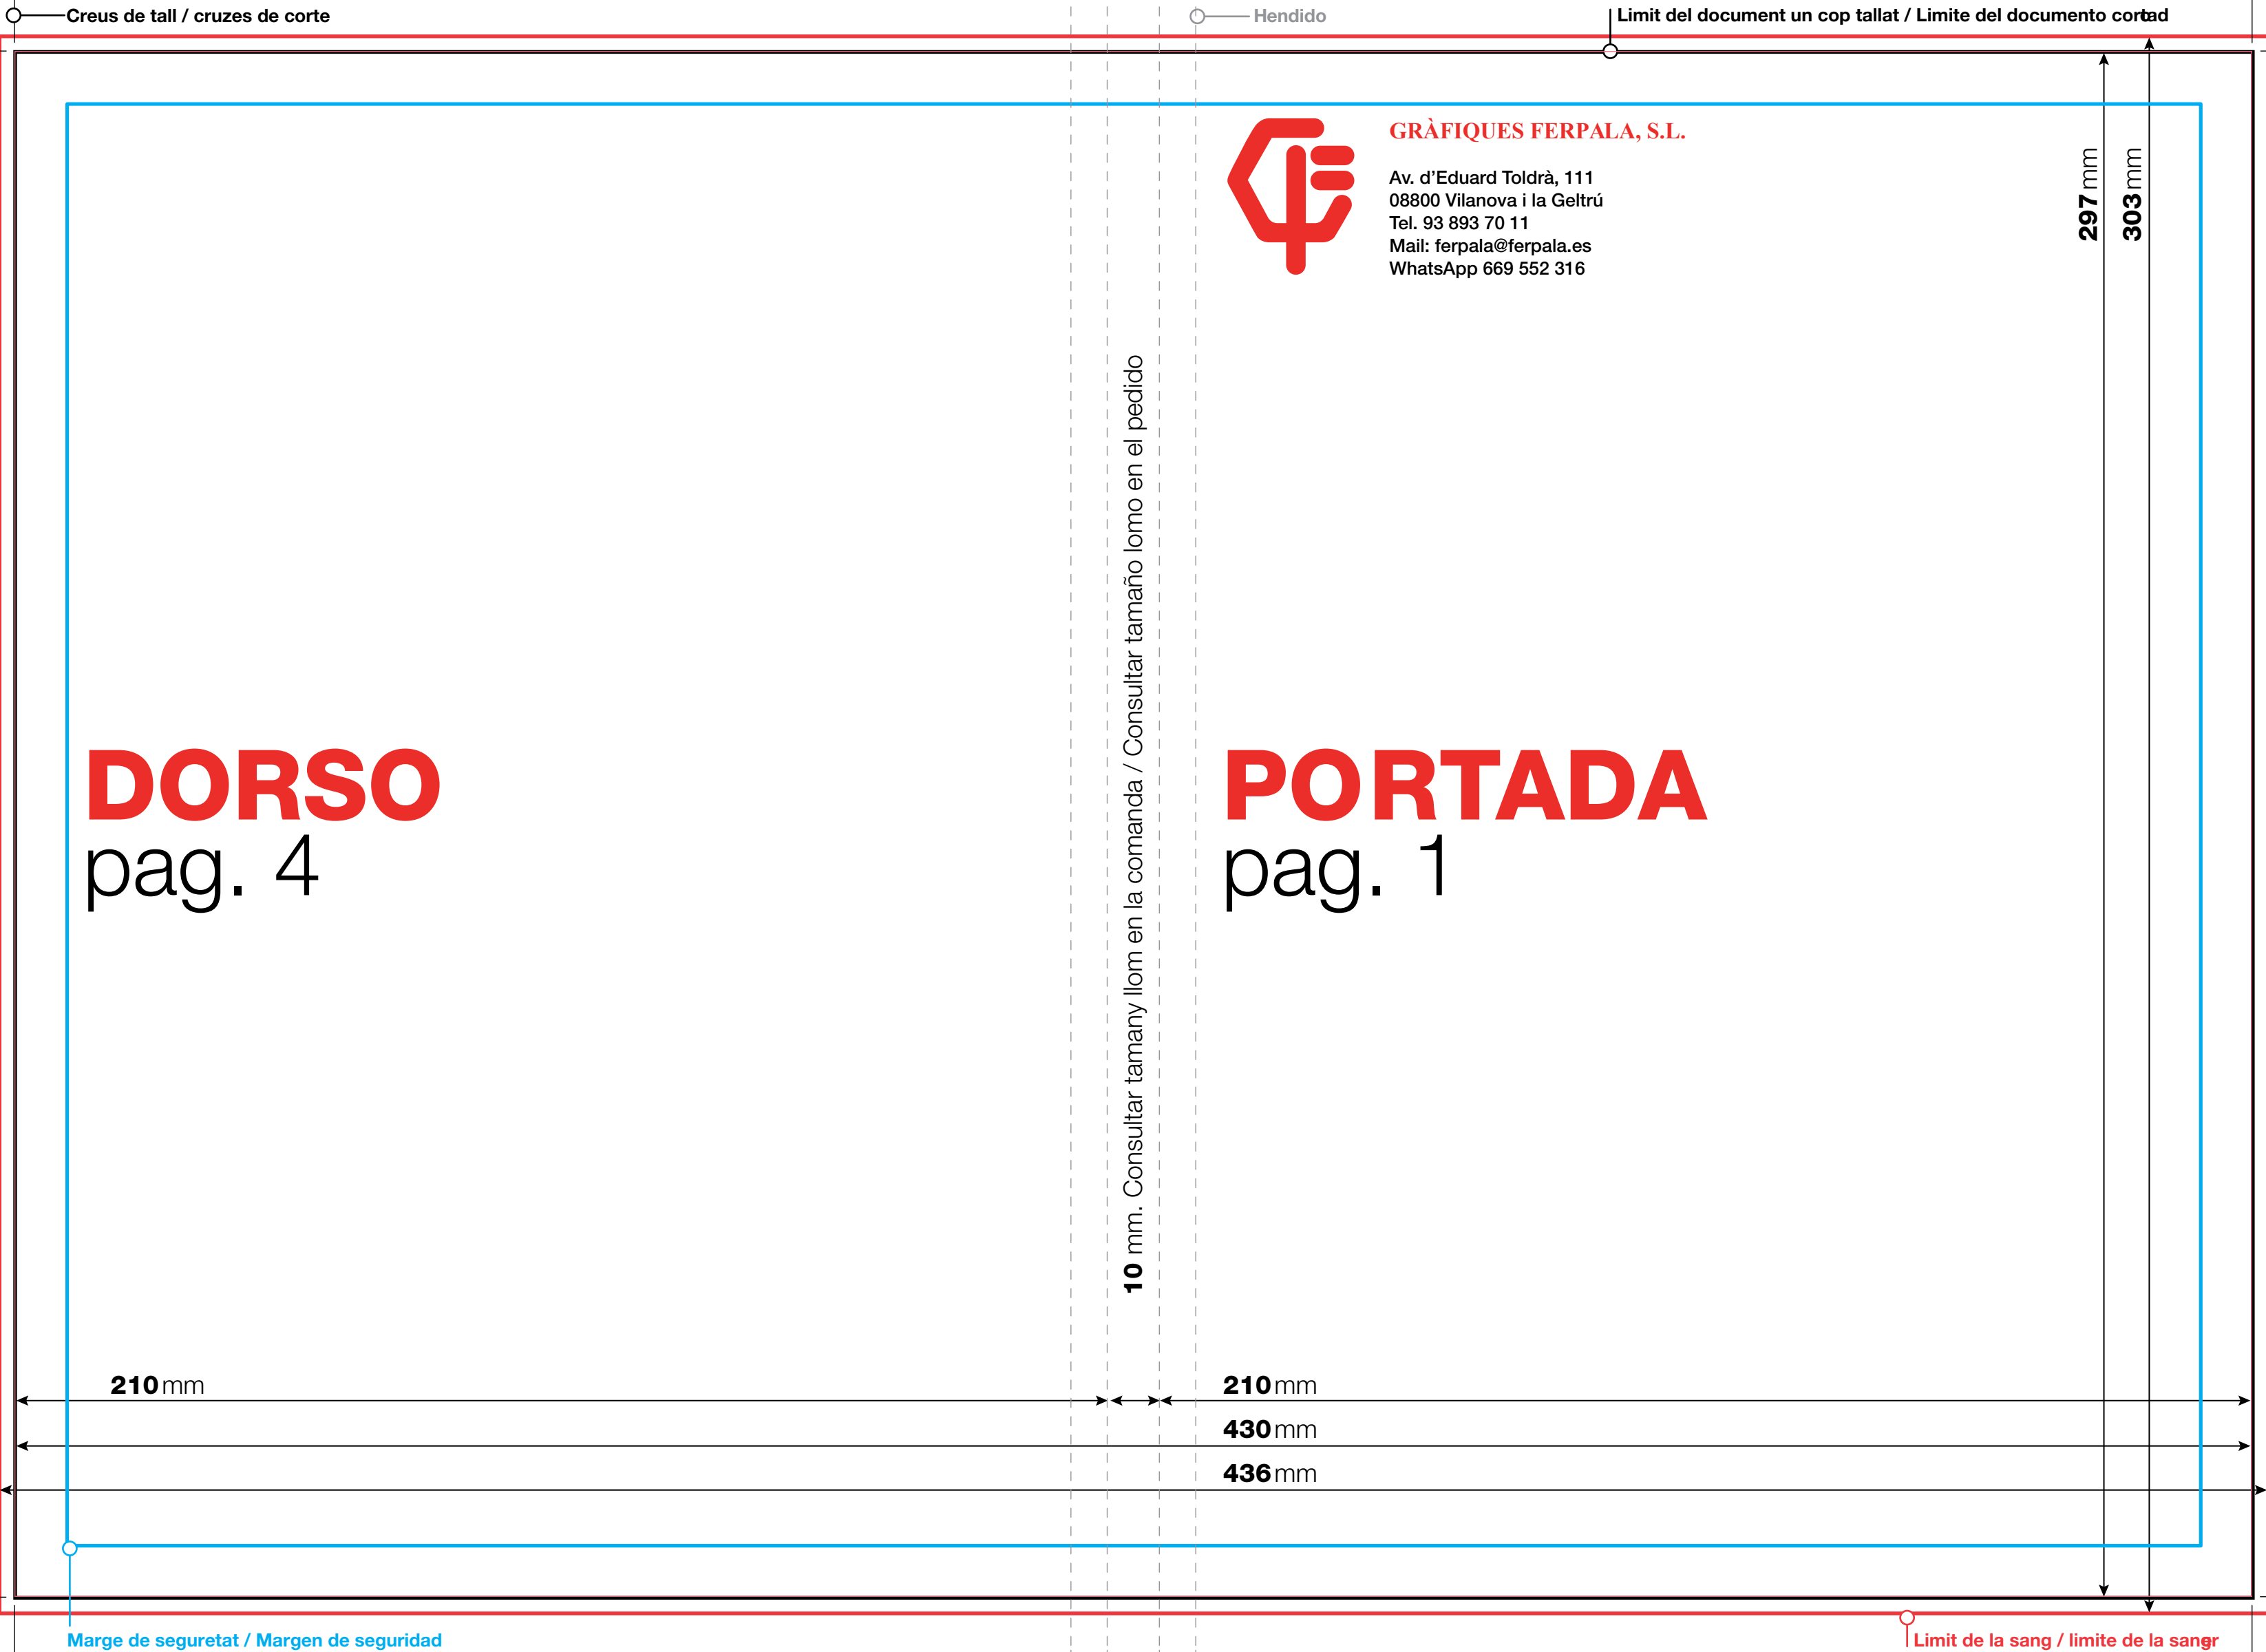 Creus de tall / cruzes de corte
Hendido
Limit del document un cop tallat / Limite del documento cortad
GRÀFIQUES FERPALA, S.L.
Av. d'Eduard Toldrà, 111
08800 Vilanova i la Geltrú
Tel. 93 893 70 11
Mail: ferpala@ferpala.es
WhatsApp 669 552 316
297 mm
303 mm
10 mm. Consultar tamany llom en la comanda / Consultar tamaño lomo en el pedido
DORSO
pag. 4
PORTADA
pag. 1
210 mm
210 mm
430 mm
436 mm
Marge de seguretat / Margen de seguridad
Limit de la sang / limite de la